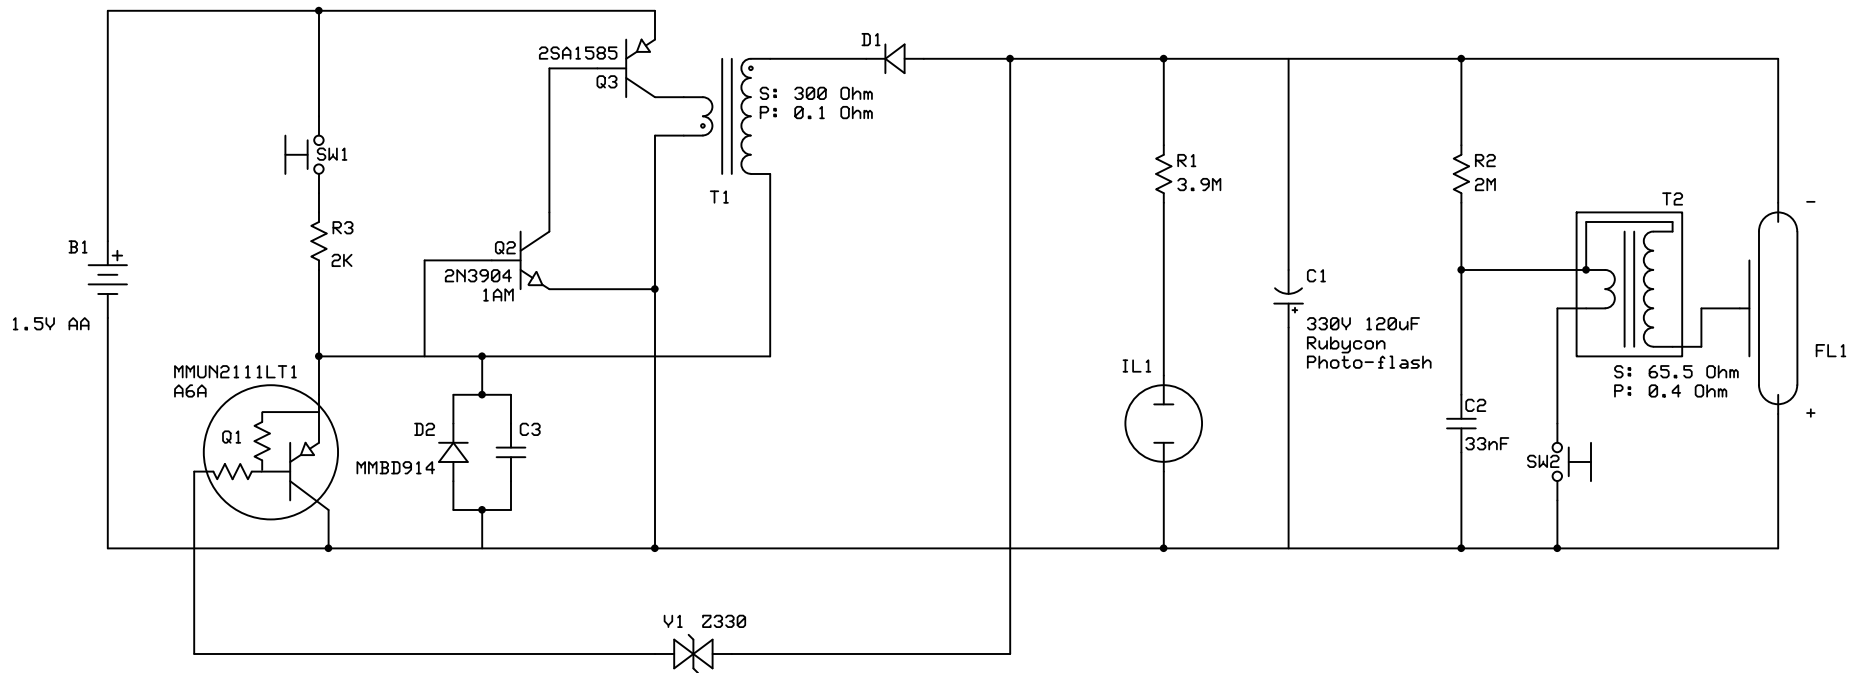 D1
2SA1585
Q3
S: 300 Ohm
P: 0.1 Ohm
SW1
R1
3.9M
R2
2M
T1
T2
-
R3
2K
B1
+
Q2
2N3904
1AM
C1
+
1.5V AA
330V 120uF
Rubycon
Photo-flash
FL1
MMUN2111LT1
A6A
IL1
S: 65.5 Ohm
P: 0.4 Ohm
+
Q1
D2
C3
C2
33nF
MMBD914
SW2
V1 Z330